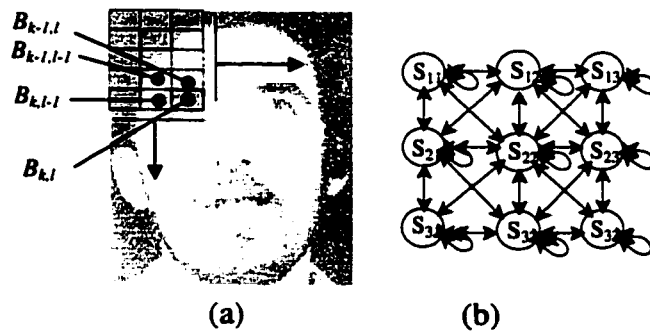 Bk-1,l
Bk-1,l-1
Bk,l-1
Bk,l
S11 S12 S13
S2 S22 S23
S3 S3 S3
(a) (b)